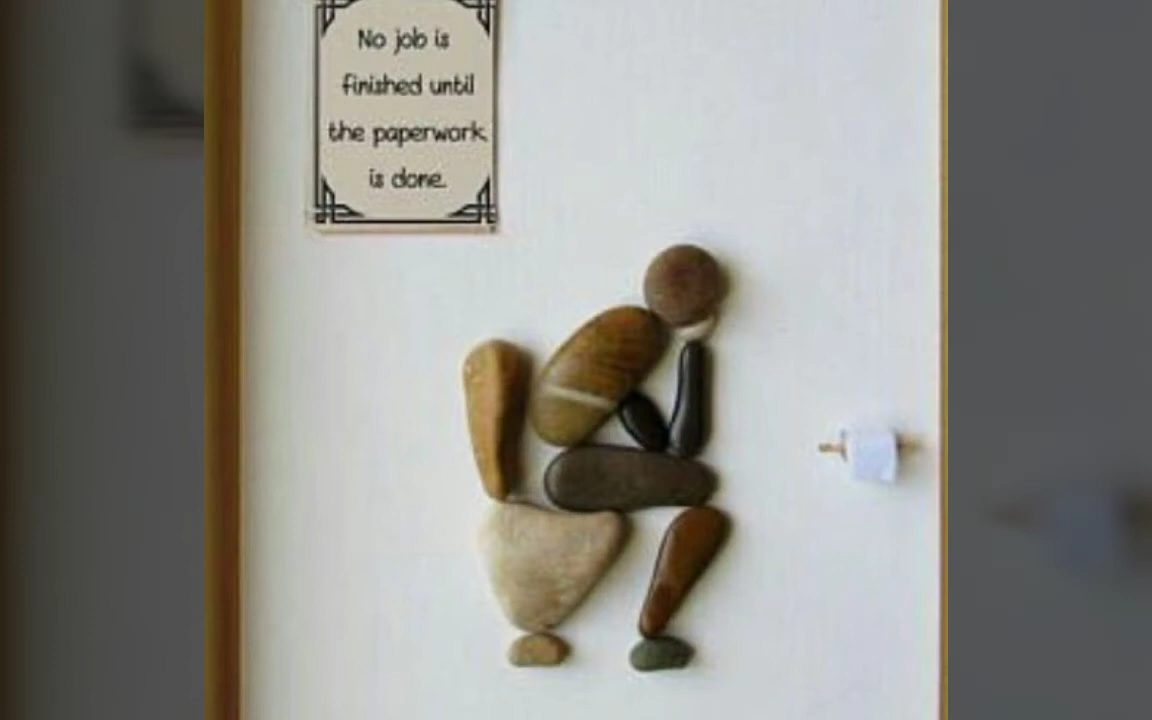 No job is
finished until
the paperwork
is done.